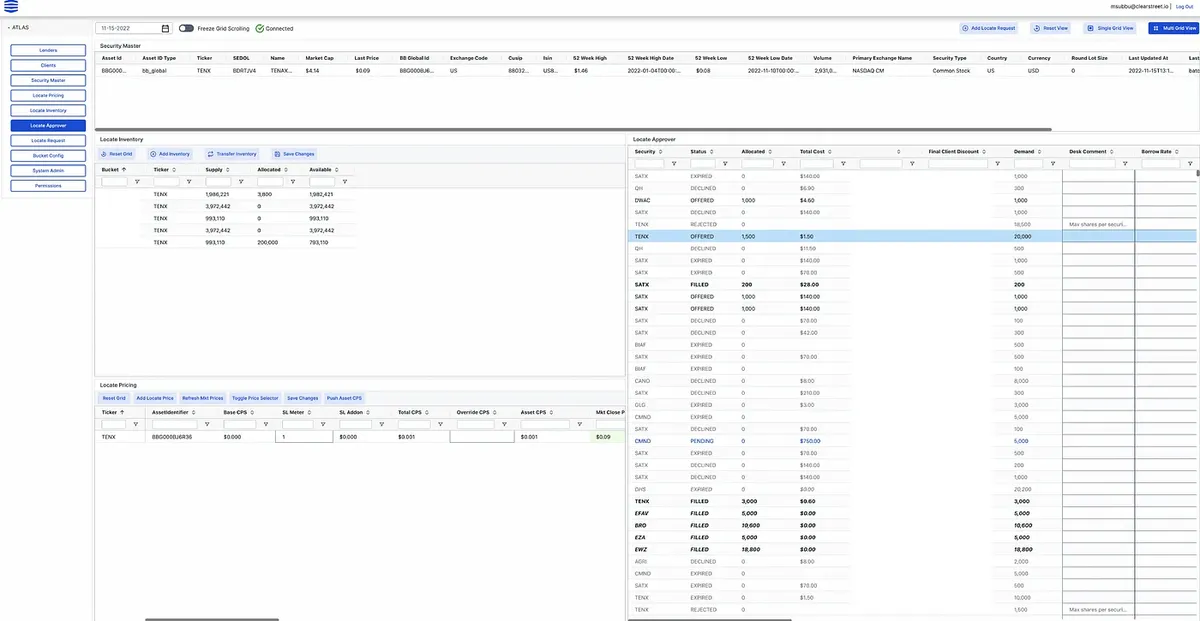 msubbu@clearstreet.io | Log Out
ATLAS
11-15-2022 Freeze Grid Scrolling Connected Add Locate Request Reset View Single Grid View Multi Grid View
Lenders
Clients
Security Master
Locate Pricing
Locate Inventory
Locate Approver
Locate Request
Bucket Config
System Admin
Permissions
Security Master
Asset Id Asset ID Type Ticker SEDOL Name Market Cap Last Price BB Global Id Exchange Code Cusip Isin 52 Week High 52 Week High Date 52 Week Low 52 Week Low Date Volume Primary Exchange Name Security Type Country Currency Round Lot Size Last Updated At Last
BBG000... bb_global TENX BDRTJV4 TENAX... $4.14 $0.09 BBG000BJ6... US 88032... US8... $1.46 2022-01-04T00:00:... $0.08 2022-11-10T00:00:... 2,931,0... NASDAQ CM Common Stock US USD 0 2022-11-15T13:1...
Locate Inventory
Reset Grid Add Inventory Transfer Inventory Save Changes
Bucket Ticker Supply Allocated Available
TENX 1,986,221 3,800 1,982,421
TENX 3,972,442 0 3,972,442
TENX 993,110 0 993,110
TENX 3,972,442 0 3,972,442
TENX 993,110 200,000 793,110
Locate Pricing
Reset Grid Add Locate Price Refresh Mkt Prices Toggle Price Selector Save Changes Push Asset CPS
Ticker AssetIdentifier Base CPS SL Meter SL Addon Total CPS Override CPS Asset CPS Mkt Close P
TENX BBG000BJ6R36 $0.000 1 $0.000 $0.001 $0.001 $0.09
Locate Approver
Security Status Allocated Total Cost Final Client Discount Demand Desk Comment Borrow Rate
SATX EXPIRED 0 $140.00 1,000
QH DECLINED 0 $6.90 300
DWAC OFFERED 1,000 $4.60 1,000
SATX DECLINED 0 $140.00 1,000
TENX REJECTED 0 18,500 Max shares per securi...
TENX OFFERED 1,500 $1.50 20,000
QH DECLINED 0 $11.50 500
SATX EXPIRED 0 $140.00 1,000
SATX EXPIRED 0 $70.00 500
SATX FILLED 200 $28.00 200
SATX OFFERED 1,000 $140.00 1,000
SATX OFFERED 1,000 $140.00 1,000
SATX DECLINED 0 $70.00 100
SATX DECLINED 0 $42.00 300
BIAF EXPIRED 0 500
SATX EXPIRED 0 $70.00 500
BIAF EXPIRED 0 100
CANO DECLINED 0 $8.00 8,000
SATX DECLINED 0 $210.00 300
EXPIRED 0 $3.00 3,000
CMND EXPIRED 0 5,000
SATX DECLINED 0 $70.00 100
CMND PENDING 0 $750.00 5,000
SATX EXPIRED 0 $70.00 500
SATX DECLINED 0 $140.00 200
SATX DECLINED 0 $140.00 1,000
EXPIRED 0 $0.00 20,200
TENX FILLED 3,000 $0.60 3,000
EFAV FILLED 5,000 $0.00 5,000
BRO FILLED 10,600 $0.00 10,600
EZA FILLED 5,000 $0.00 5,000
EWZ FILLED 18,800 $0.00 18,800
DECLINED 0 $8.00 2,000
CMND EXPIRED 0 5,000
SATX EXPIRED 0 $70.00 500
TENX EXPIRED 0 $1.50 10,000
TENX REJECTED 0 1,500 Max shares per securi...